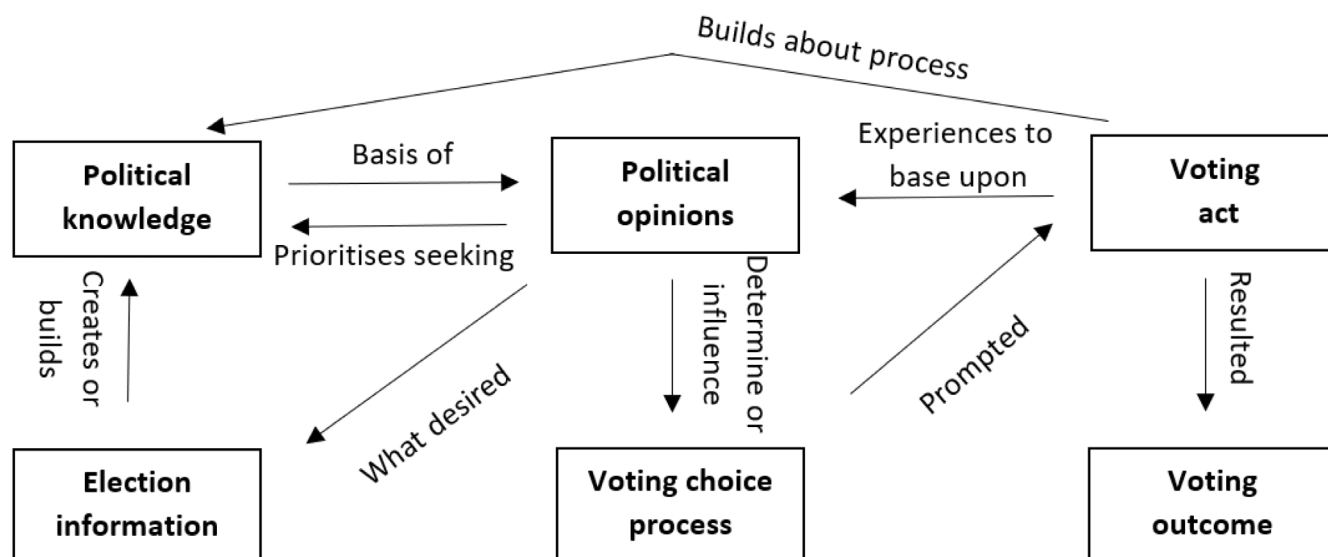 Builds about process
Political
knowledge
Basis of
Prioritises seeking
Political
opinions
Experiences to
base upon
Voting
act
Creates or
builds
What desired
Determine or
influence
Prompted
Resulted
Election
information
Voting choice
process
Voting
outcome